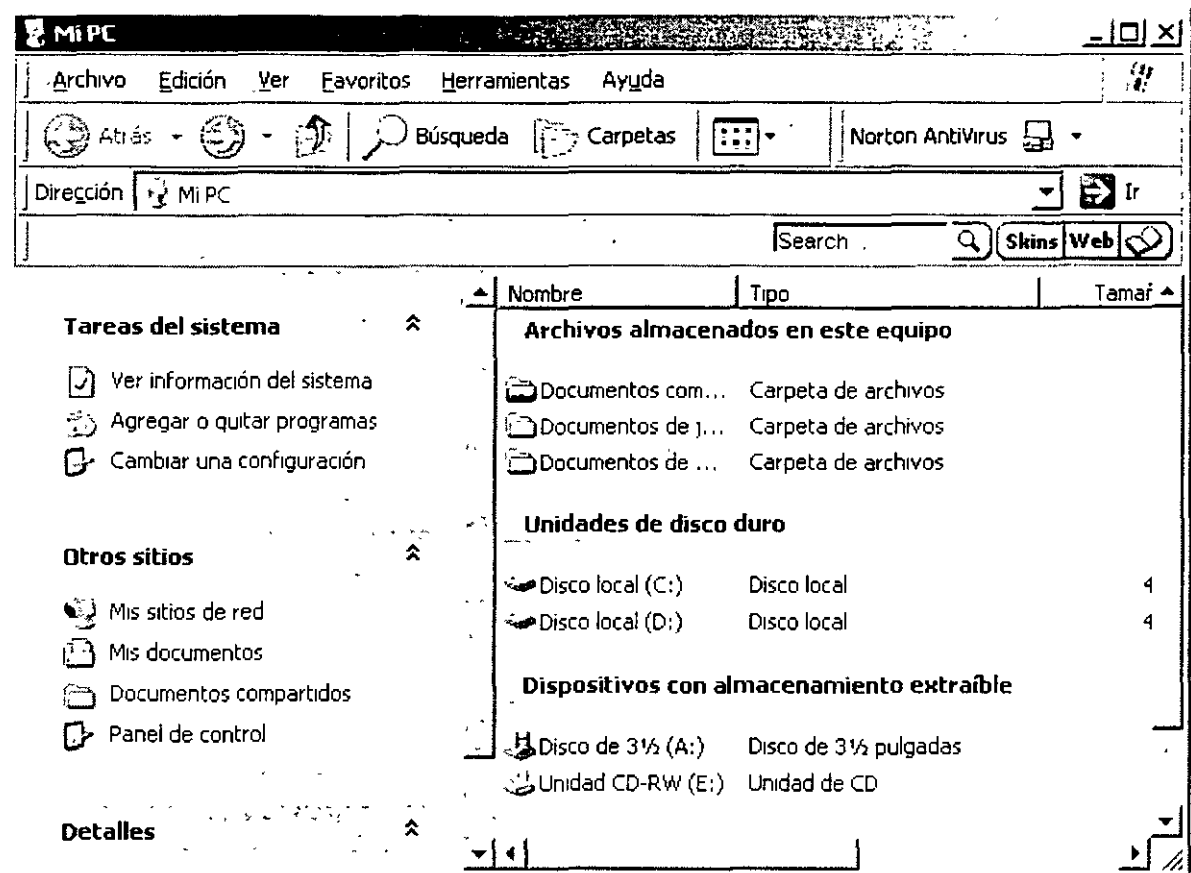 Mi PC
Archivo Edición Ver Favoritos Herramientas Ayuda
Atrás Búsqueda Carpetas Norton AntiVirus
Dirección Mi PC Ir
Search Skins Web
Nombre Tipo Tamañ
Tareas del sistema
Ver información del sistema
Agregar o quitar programas
Cambiar una configuración
Otros sitios
Mis sitios de red
Mis documentos
Documentos compartidos
Panel de control
Detalles
Archivos almacenados en este equipo
Documentos com... Carpeta de archivos
Documentos de ... Carpeta de archivos
Documentos de ... Carpeta de archivos
Unidades de disco duro
Disco local (C:) Disco local 4
Disco local (D:) Disco local 4
Dispositivos con almacenamiento extraíble
Disco de 3½ (A:) Disco de 3½ pulgadas
Unidad CD-RW (E:) Unidad de CD